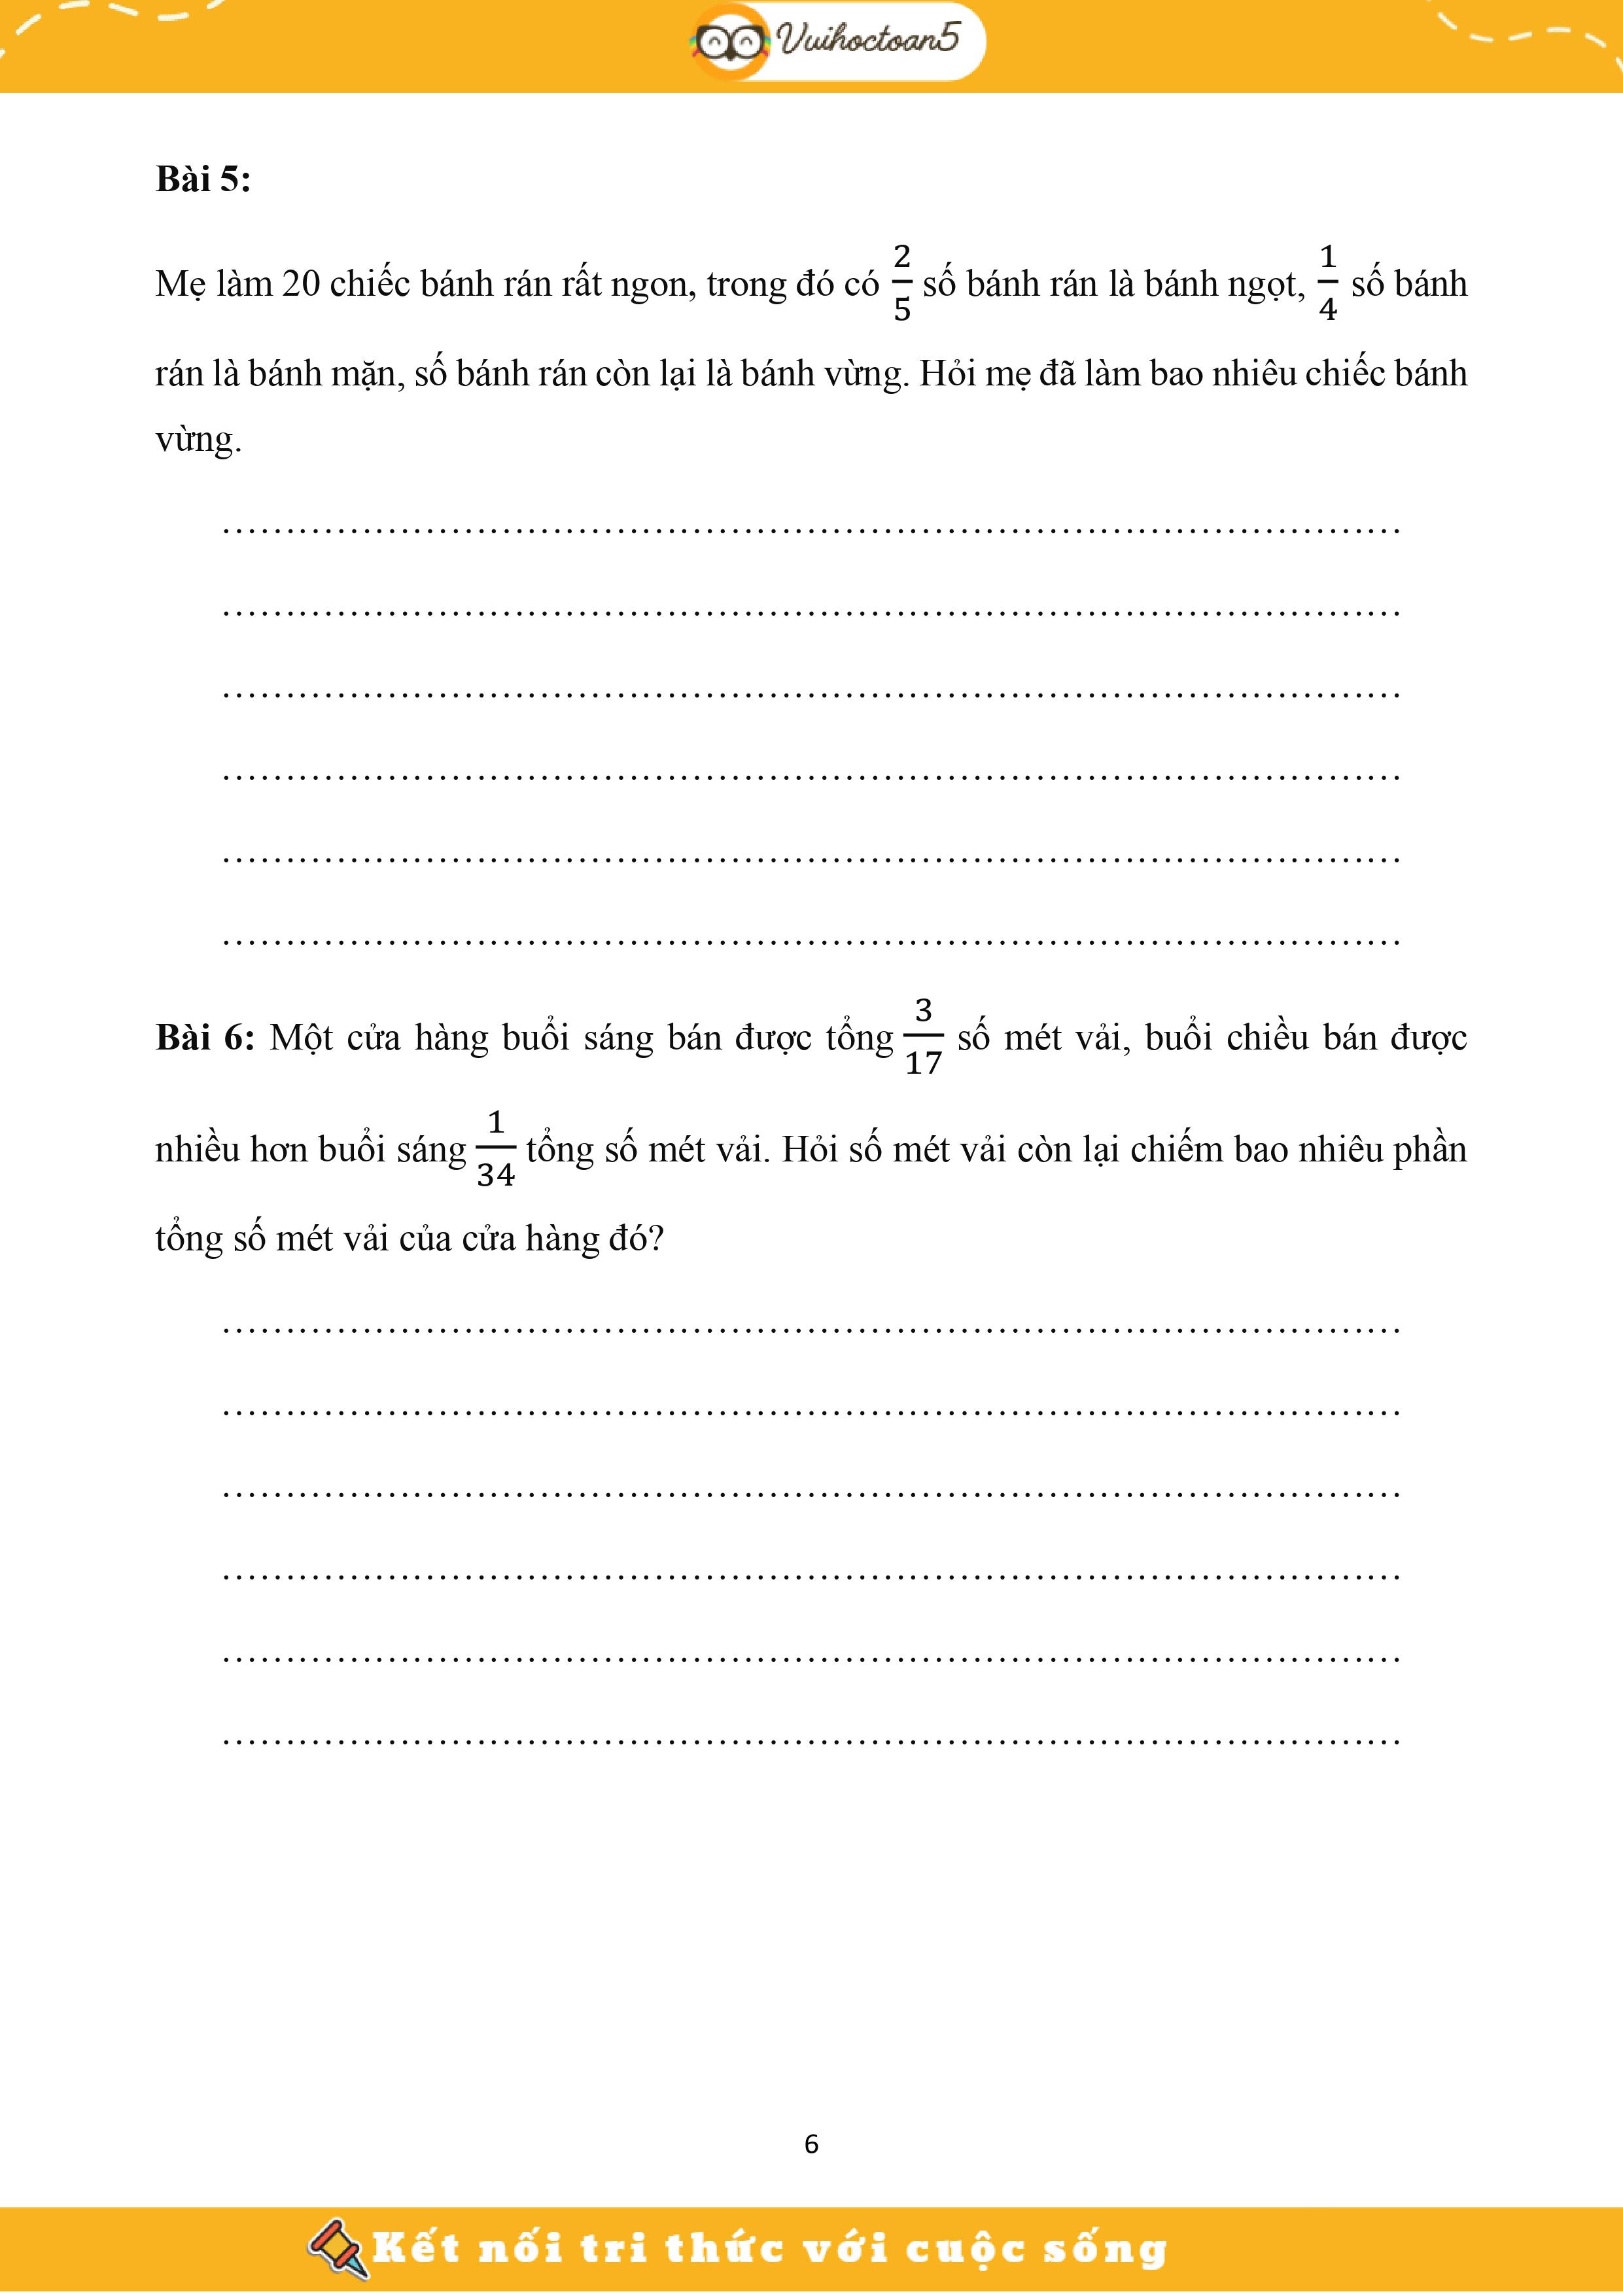 Vuihoctoan5
Bài 5:
Mẹ làm 20 chiếc bánh rán rất ngon, trong đó có 2/5 số bánh rán là bánh ngọt, 1/4 số bánh
rán là bánh mặn, số bánh rán còn lại là bánh vừng. Hỏi mẹ đã làm bao nhiêu chiếc bánh
vừng.
Bài 6: Một cửa hàng buổi sáng bán được tổng 3/17 số mét vải, buổi chiều bán được
nhiều hơn buổi sáng 1/34 tổng số mét vải. Hỏi số mét vải còn lại chiếm bao nhiêu phần
tổng số mét vải của cửa hàng đó?
6
Kết nối tri thức với cuộc sống